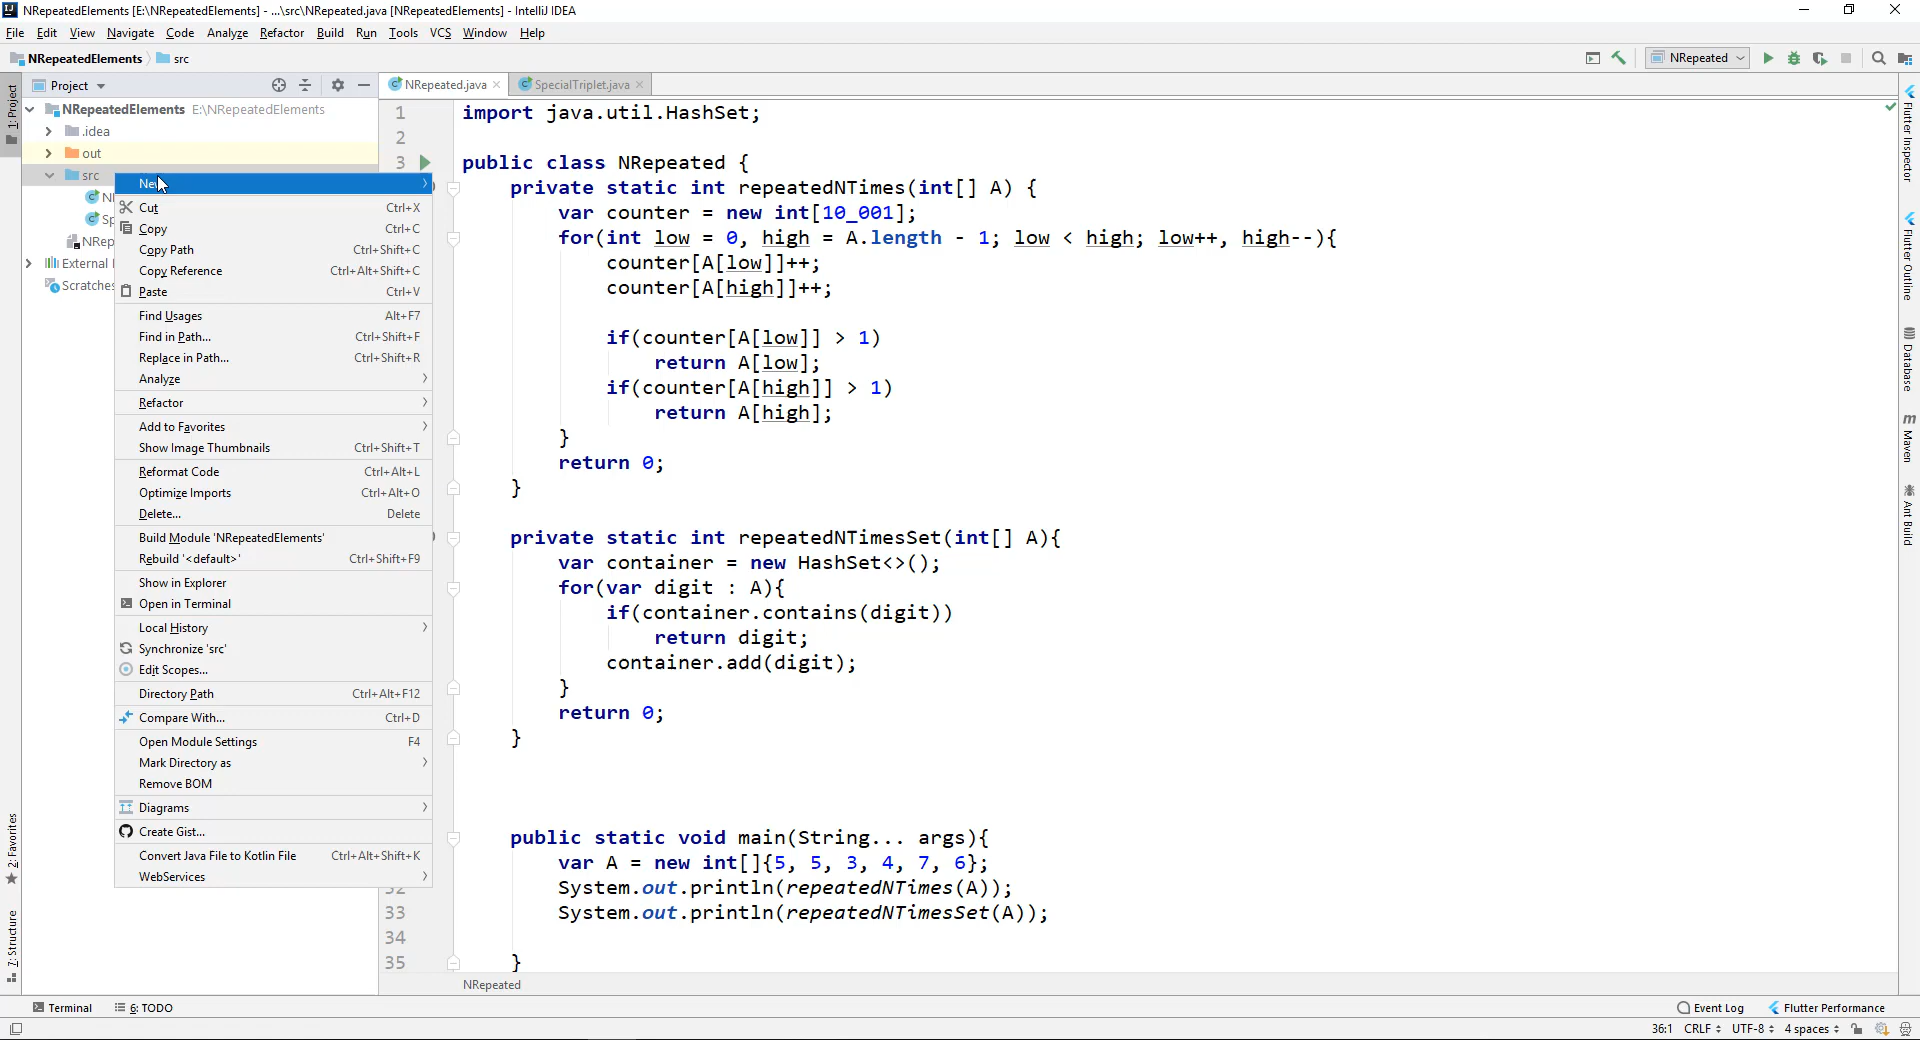 NRepeatedElements [E:\NRepeatedElements] - ...\src\NRepeated.java [NRepeatedElements] - IntelliJ IDEA
File Edit View Navigate Code Analyze Refactor Build Run Tools VCS Window Help
NRepeatedElements src
NRepeated
Project
NRepeated.java
SpecialTriplet.java
1: Project
2: Favorites
7: Structure
NRepeatedElements E:\NRepeatedElements
.idea
out
src
NRep
External
Scratches
New
Cut Ctrl+X
Copy Ctrl+C
Copy Path Ctrl+Shift+C
Copy Reference Ctrl+Alt+Shift+C
Paste Ctrl+V
Find Usages Alt+F7
Find in Path... Ctrl+Shift+F
Replace in Path... Ctrl+Shift+R
Analyze
Refactor
Add to Favorites
Show Image Thumbnails Ctrl+Shift+T
Reformat Code Ctrl+Alt+L
Optimize Imports Ctrl+Alt+O
Delete... Delete
Build Module 'NRepeatedElements'
Rebuild '<default>' Ctrl+Shift+F9
Show in Explorer
Open in Terminal
Local History
Synchronize 'src'
Edit Scopes...
Directory Path Ctrl+Alt+F12
Compare With... Ctrl+D
Open Module Settings F4
Mark Directory as
Remove BOM
Diagrams
Create Gist...
Convert Java File to Kotlin File Ctrl+Alt+Shift+K
WebServices
1 import java.util.HashSet;
2
3 public class NRepeated {
private static int repeatedNTimes(int[] A) {
var counter = new int[10_001];
for(int low = 0, high = A.length - 1; low < high; low++, high--){
counter[A[low]]++;
counter[A[high]]++;
if(counter[A[low]] > 1)
return A[low];
if(counter[A[high]] > 1)
return A[high];
}
return 0;
}
private static int repeatedNTimesSet(int[] A){
var container = new HashSet<>();
for(var digit : A){
if(container.contains(digit))
return digit;
container.add(digit);
}
return 0;
}
public static void main(String... args){
var A = new int[]{5, 5, 3, 4, 7, 6};
32 System.out.println(repeatedNTimes(A));
33 System.out.println(repeatedNTimesSet(A));
34
35 }
NRepeated
Flutter Inspector
Flutter Outline
Database
Maven
Ant Build
Terminal 6: TODO Event Log Flutter Performance
36:1 CRLF UTF-8 4 spaces